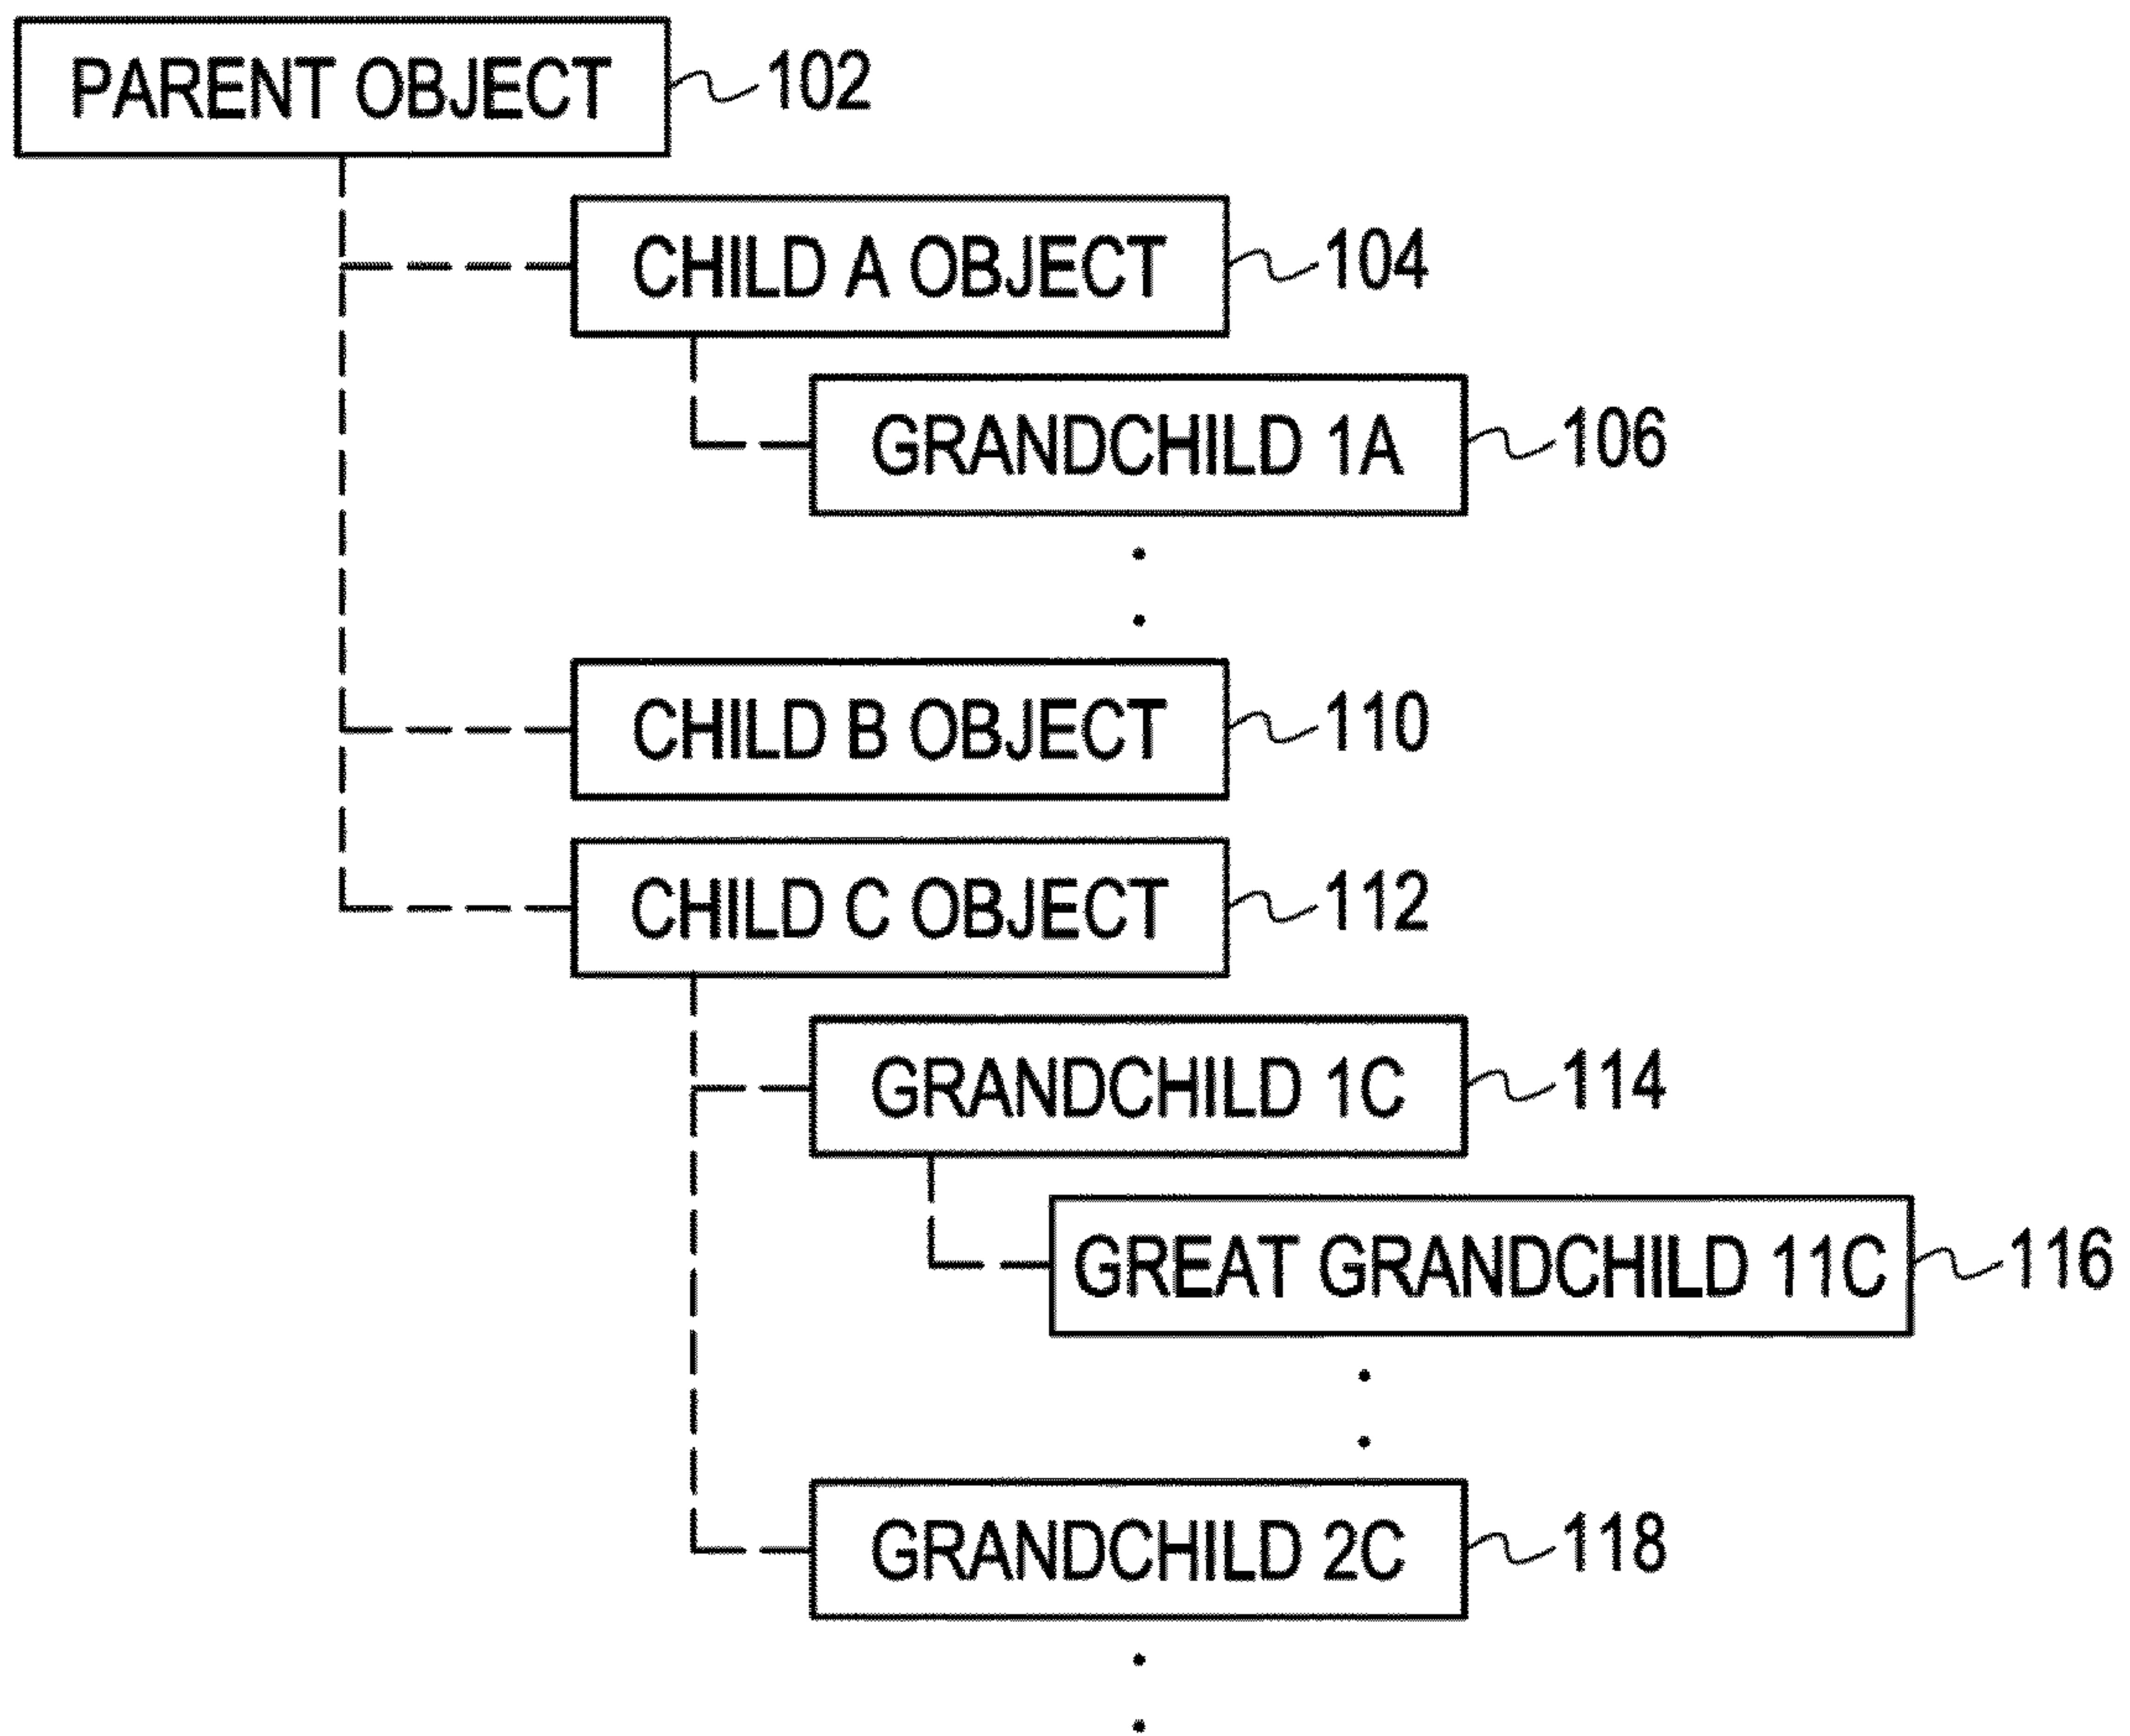 PARENT OBJECT 102
CHILD A OBJECT 104
GRANDCHILD 1A 106
CHILD B OBJECT 110
CHILD C OBJECT 112
GRANDCHILD 1C 114
GREAT GRANDCHILD 11C 116
GRANDCHILD 2C 118